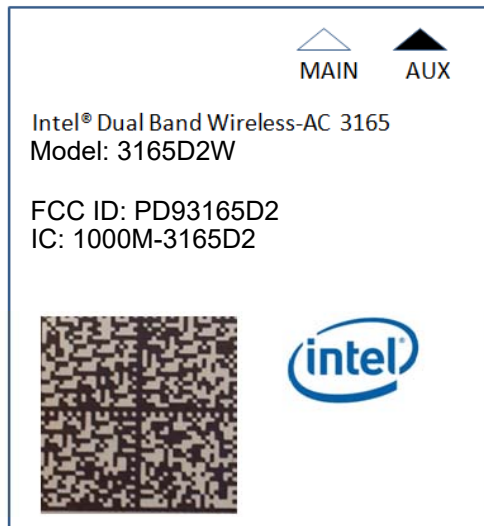 MAIN AUX
Intel® Dual Band Wireless-AC 3165
Model: 3165D2W
FCC ID: PD93165D2
IC: 1000M-3165D2
intel®